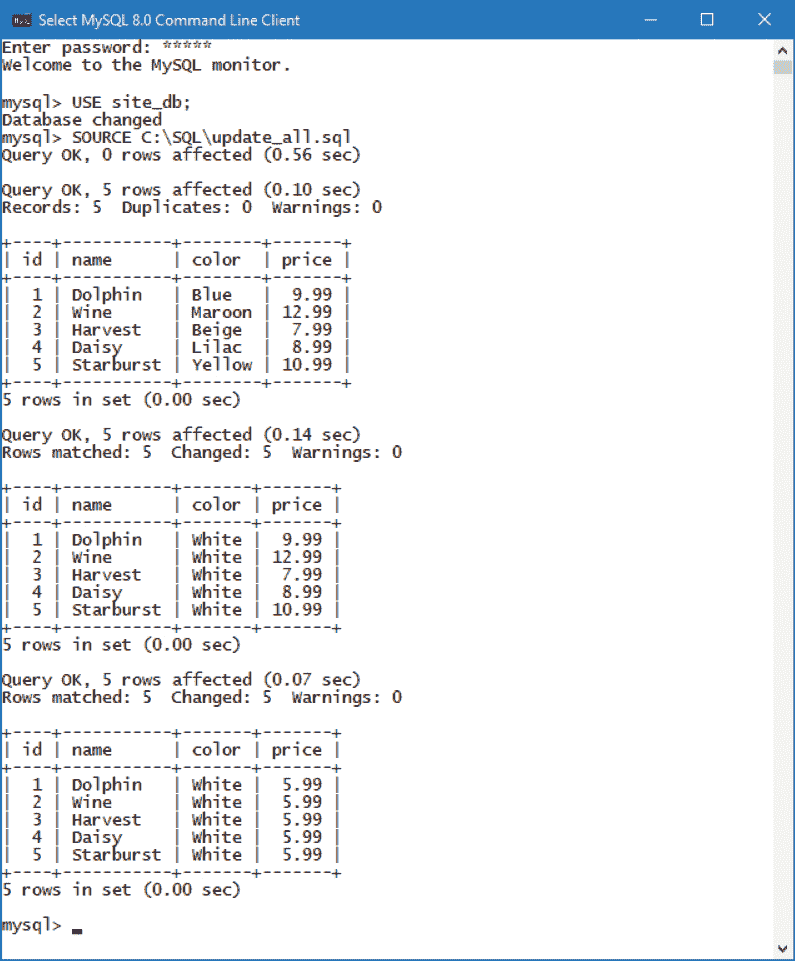 Select MySQL 8.0 Command Line Client
Enter password: *****
Welcome to the MySQL monitor.
mysql> USE site_db;
Database changed
mysql> SOURCE C:\SQL\update_all.sql
Query OK, 0 rows affected (0.56 sec)
Query OK, 5 rows affected (0.10 sec)
Records: 5  Duplicates: 0  Warnings: 0
+----+-----------+--------+-------+
| id | name      | color  | price |
+----+-----------+--------+-------+
|  1 | Dolphin   | Blue   |  9.99 |
|  2 | Wine      | Maroon | 12.99 |
|  3 | Harvest   | Beige  |  7.99 |
|  4 | Daisy     | Lilac  |  8.99 |
|  5 | Starburst | Yellow | 10.99 |
+----+-----------+--------+-------+
5 rows in set (0.00 sec)
Query OK, 5 rows affected (0.14 sec)
Rows matched: 5  Changed: 5  Warnings: 0
+----+-----------+-------+-------+
| id | name      | color | price |
+----+-----------+-------+-------+
|  1 | Dolphin   | White |  9.99 |
|  2 | Wine      | White | 12.99 |
|  3 | Harvest   | White |  7.99 |
|  4 | Daisy     | White |  8.99 |
|  5 | Starburst | White | 10.99 |
+----+-----------+-------+-------+
5 rows in set (0.00 sec)
Query OK, 5 rows affected (0.07 sec)
Rows matched: 5  Changed: 5  Warnings: 0
+----+-----------+-------+-------+
| id | name      | color | price |
+----+-----------+-------+-------+
|  1 | Dolphin   | White |  5.99 |
|  2 | Wine      | White |  5.99 |
|  3 | Harvest   | White |  5.99 |
|  4 | Daisy     | White |  5.99 |
|  5 | Starburst | White |  5.99 |
+----+-----------+-------+-------+
5 rows in set (0.00 sec)
mysql> _